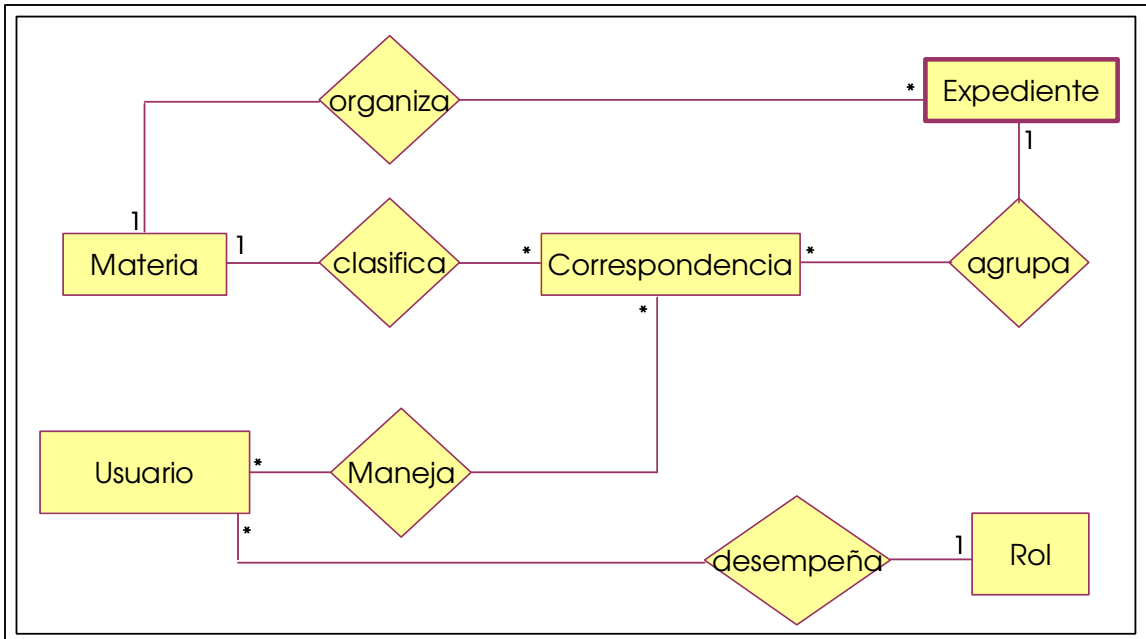 Expediente
*
organiza
1
1
Materia
1
clasifica
*
Correspondencia
*
agrupa
*
Usuario
*
Maneja
*
desempeña
1
Rol